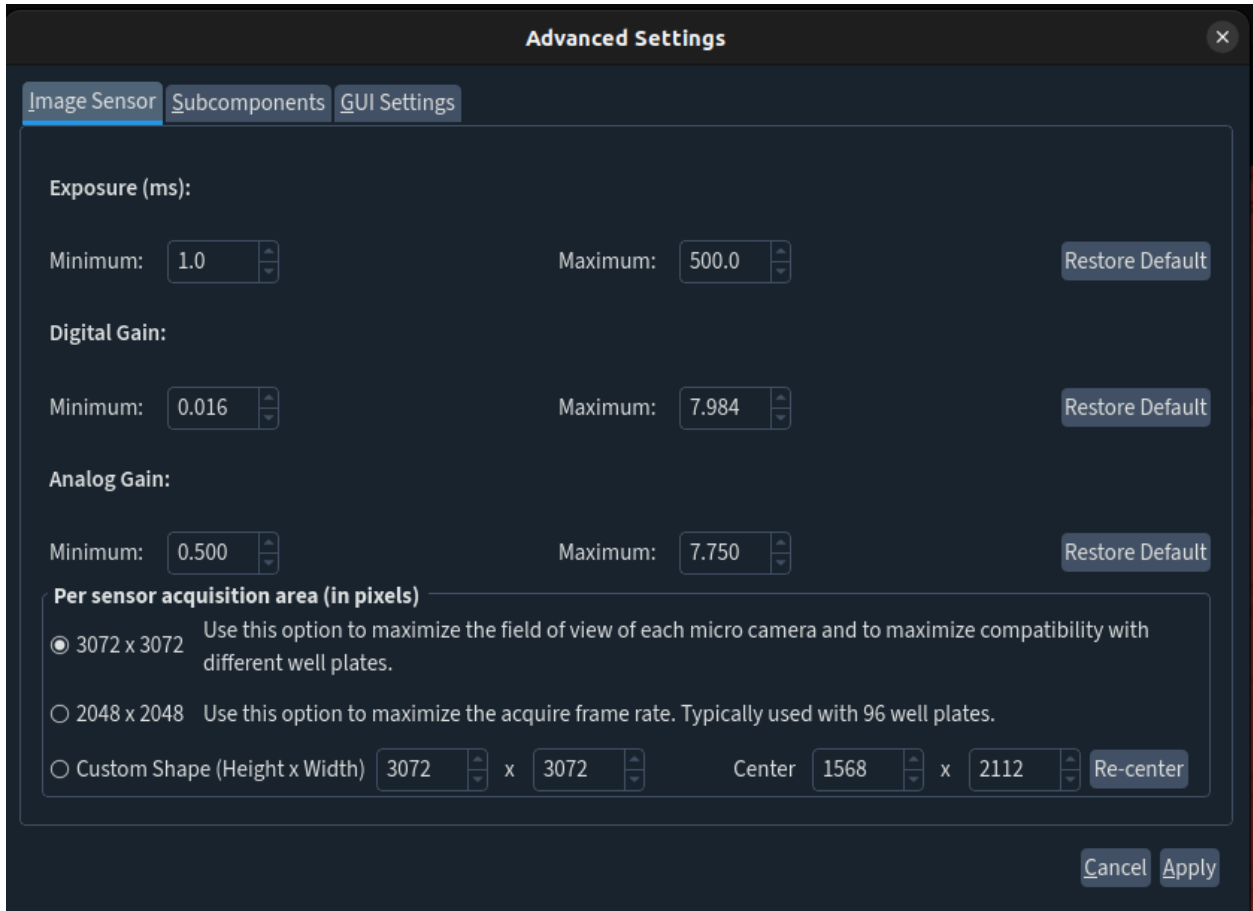 Advanced Settings
Image Sensor Subcomponents GUI Settings
Exposure (ms):
Minimum: 1.0 Maximum: 500.0 Restore Default
Digital Gain:
Minimum: 0.016 Maximum: 7.984 Restore Default
Analog Gain:
Minimum: 0.500 Maximum: 7.750 Restore Default
Per sensor acquisition area (in pixels)
3072 x 3072 Use this option to maximize the field of view of each micro camera and to maximize compatibility with
different well plates.
2048 x 2048 Use this option to maximize the acquire frame rate. Typically used with 96 well plates.
Custom Shape (Height x Width) 3072 x 3072 Center 1568 x 2112 Re-center
Cancel Apply